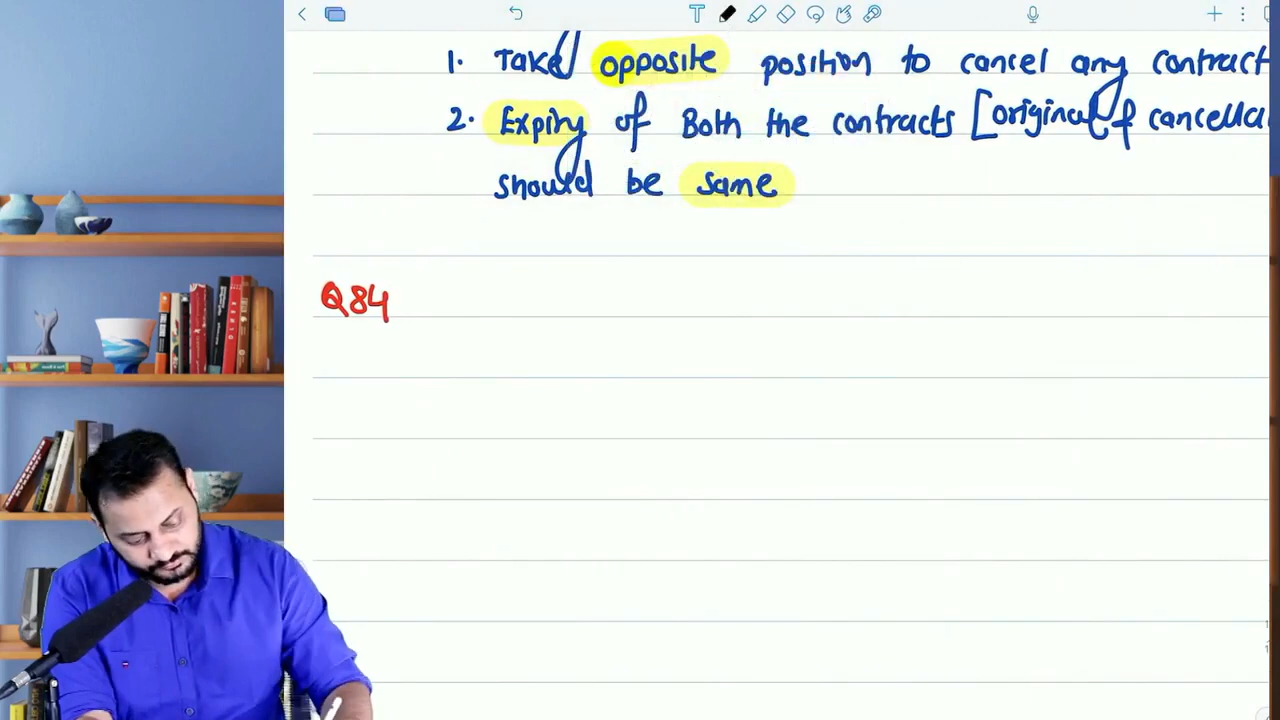 1. Take opposite position to cancel any contract
2. Expiry of Both the contracts [original &
should be same
Q84